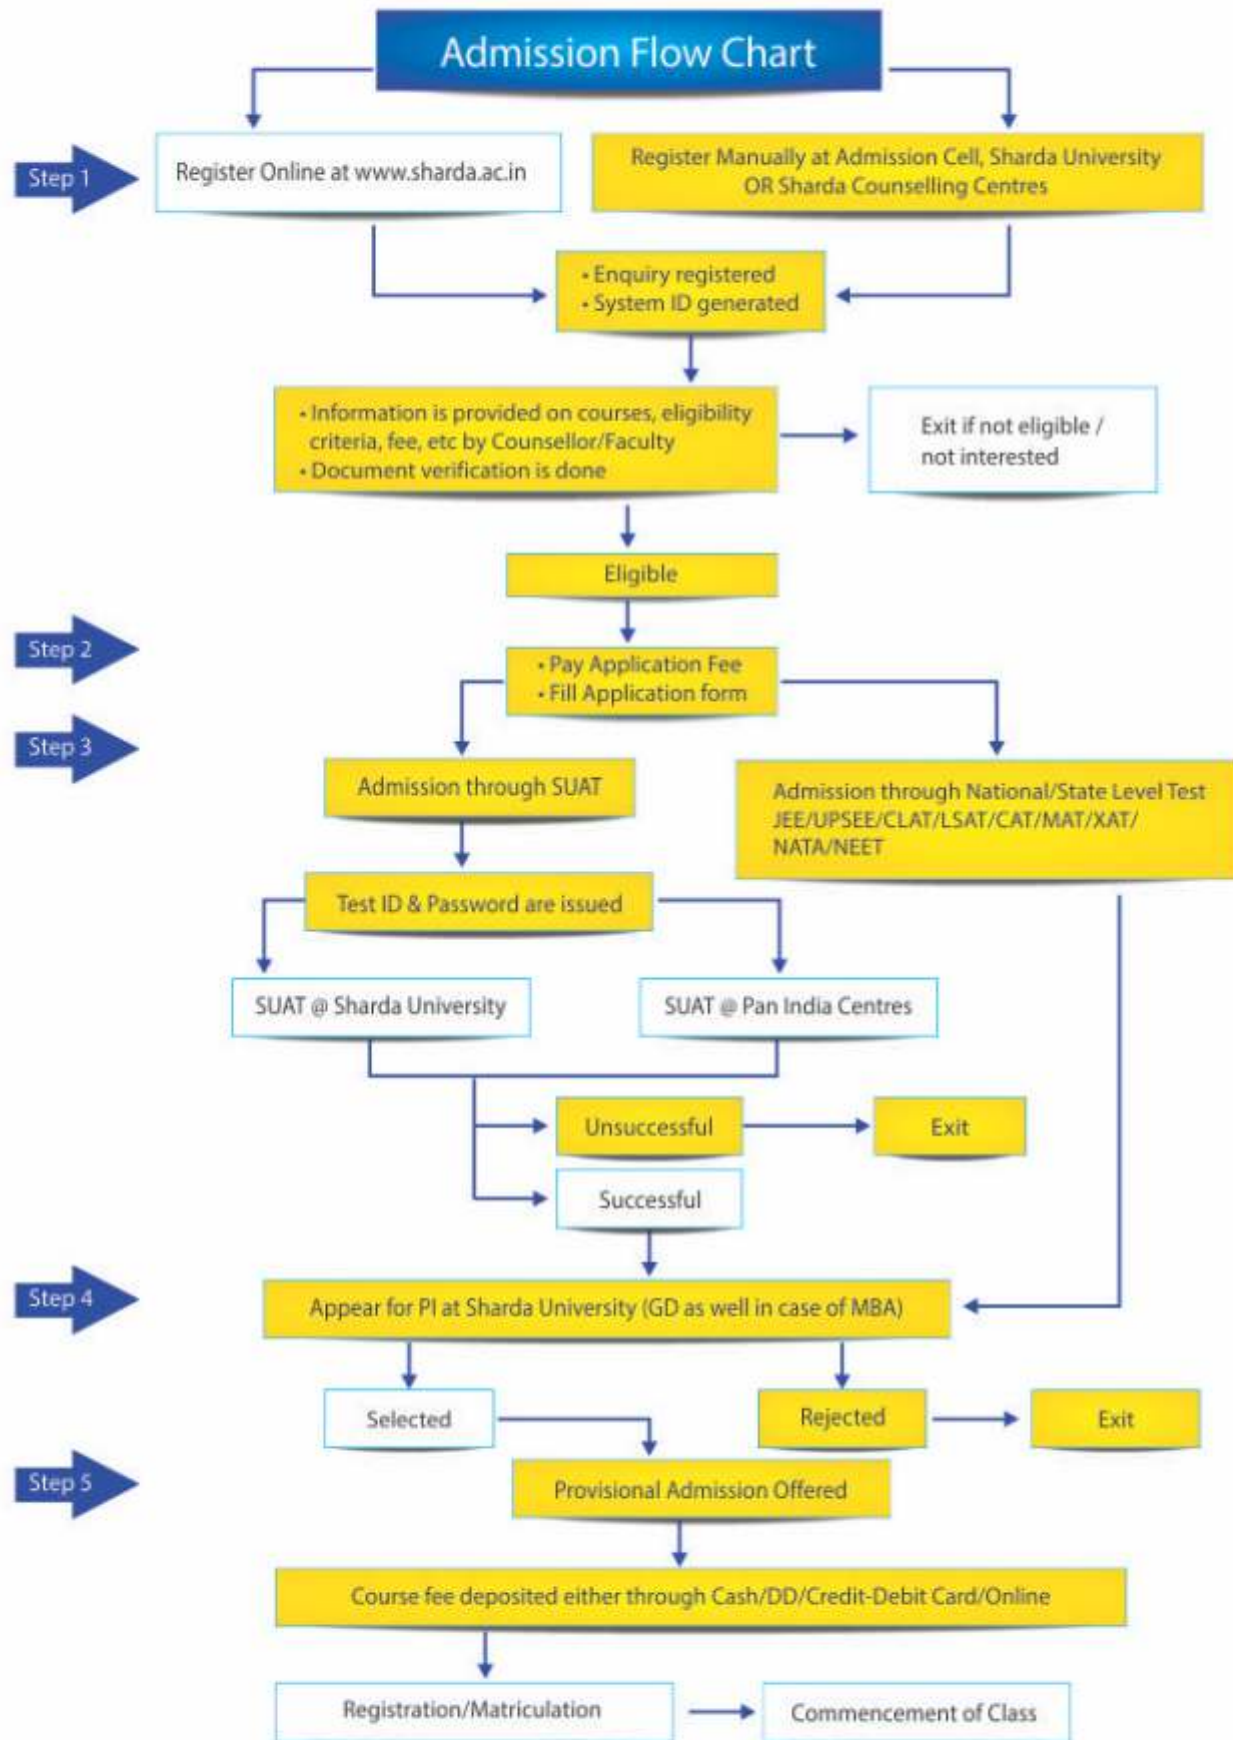 Admission Flow Chart
Step 1
Register Online at www.sharda.ac.in
Register Manually at Admission Cell, Sharda University
OR Sharda Counselling Centres
• Enquiry registered
• System ID generated
• Information is provided on courses, eligibility
criteria, fee, etc by Counsellor/Faculty
• Document verification is done
Exit if not eligible /
not interested
Eligible
Step 2
• Pay Application Fee
• Fill Application form
Step 3
Admission through SUAT
Admission through National/State Level Test
JEE/UPSEE/CLAT/LSAT/CAT/MAT/XAT/
NATA/NEET
Test ID & Password are issued
SUAT @ Sharda University
SUAT @ Pan India Centres
Unsuccessful
Exit
Successful
Step 4
Appear for PI at Sharda University (GD as well in case of MBA)
Selected
Rejected
Exit
Step 5
Provisional Admission Offered
Course fee deposited either through Cash/DD/Credit-Debit Card/Online
Registration/Matriculation
Commencement of Class